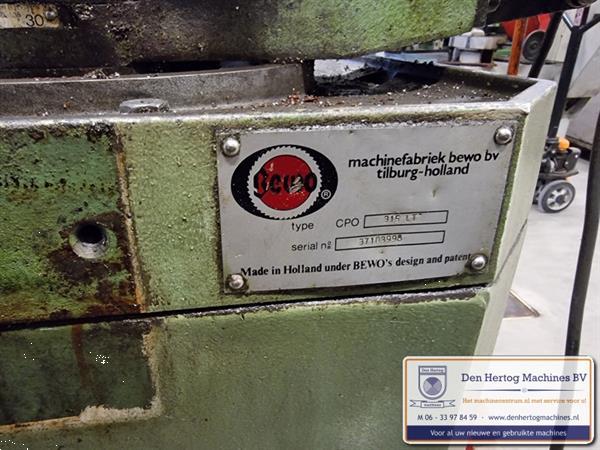 30
Bewo
®
machinefabriek bewo bv
tilburg-holland
type CPO 315 LT
serial nº 37103998
Made in Holland under BEWO's design and patent
Den Hertog Machines BV
Het machinecentrum.nl met service voor u!
M 06 - 33 97 84 59 - www.denhertogmachines.nl
Voor al uw nieuwe en gebruikte machines